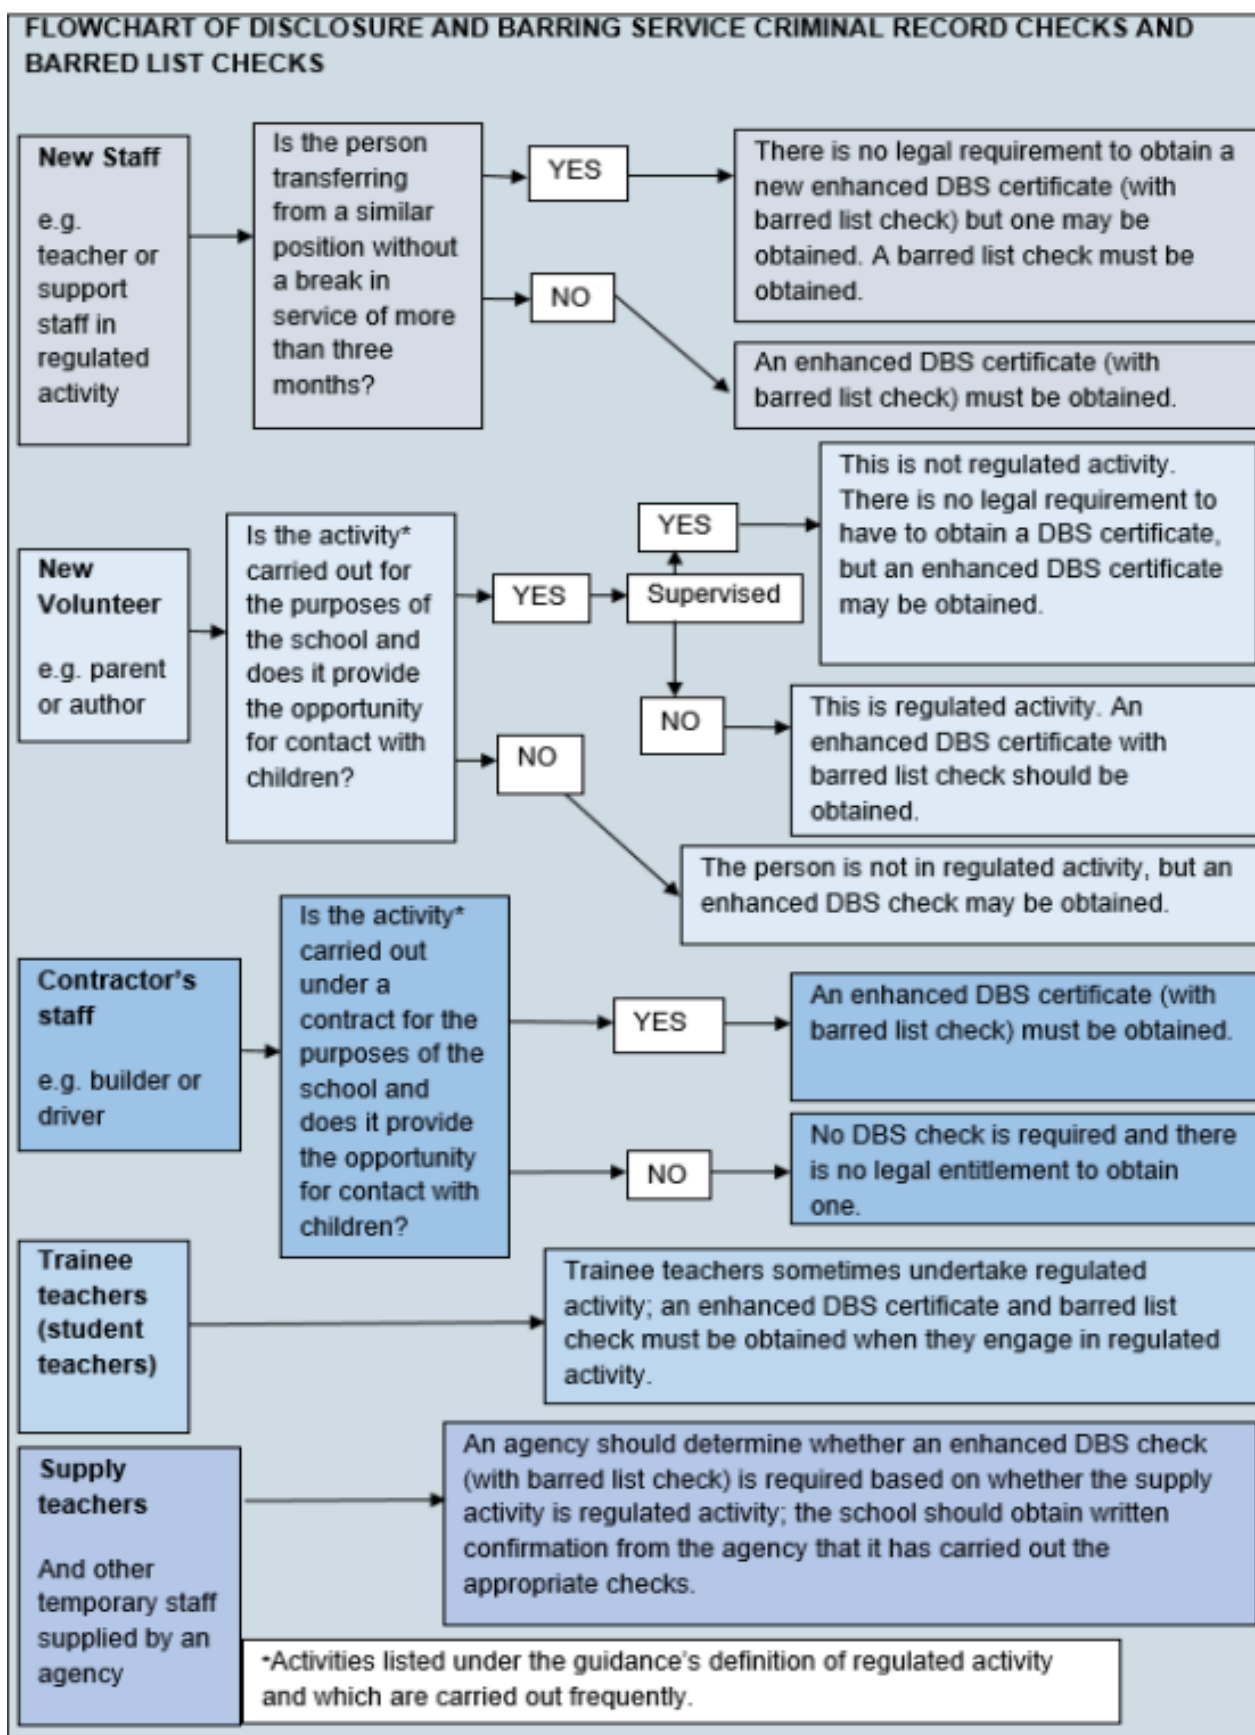 FLOWCHART OF DISCLOSURE AND BARRING SERVICE CRIMINAL RECORD CHECKS AND
BARRED LIST CHECKS
New Staff
e.g.
teacher or
support
staff in
regulated
activity
Is the person
transferring
from a similar
position without
a break in
service of more
than three
months?
YES
There is no legal requirement to obtain a
new enhanced DBS certificate (with
barred list check) but one may be
obtained. A barred list check must be
obtained.
NO
An enhanced DBS certificate (with
barred list check) must be obtained.
New
Volunteer
e.g. parent
or author
Is the activity*
carried out for
the purposes of
the school and
does it provide
the opportunity
for contact with
children?
YES
Supervised
YES
This is not regulated activity.
There is no legal requirement to
have to obtain a DBS certificate,
but an enhanced DBS certificate
may be obtained.
NO
This is regulated activity. An
enhanced DBS certificate with
barred list check should be
obtained.
NO
The person is not in regulated activity, but an
enhanced DBS check may be obtained.
Contractor's
staff
e.g. builder or
driver
Is the activity*
carried out
under a
contract for the
purposes of the
school and
does it provide
the opportunity
for contact with
children?
YES
An enhanced DBS certificate (with
barred list check) must be obtained.
NO
No DBS check is required and there
is no legal entitlement to obtain
one.
Trainee
teachers
(student
teachers)
Trainee teachers sometimes undertake regulated
activity; an enhanced DBS certificate and barred list
check must be obtained when they engage in regulated
activity.
Supply
teachers
And other
temporary staff
supplied by an
agency
An agency should determine whether an enhanced DBS check
(with barred list check) is required based on whether the supply
activity is regulated activity; the school should obtain written
confirmation from the agency that it has carried out the
appropriate checks.
*Activities listed under the guidance's definition of regulated activity
and which are carried out frequently.